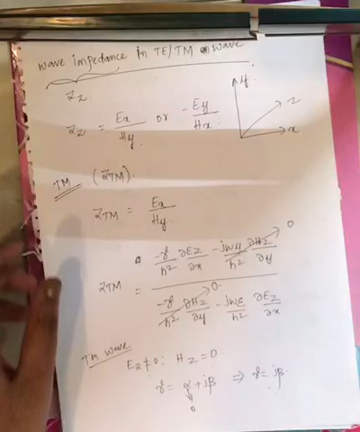 wave impedance in TE/TM wave
Zz
y
z
x
Zz = Ex/Hy or -Ey/Hx
TM (ZTM)
ZTM = Ex/Hy
ZTM = (-γ/h² ∂Ez/∂x - jωμ/h² ∂Hz/∂y → 0) / (-γ/h² ∂Hz/∂y → 0 - jωε/h² ∂Ez/∂x)
TM wave
Ez ≠ 0; Hz = 0
γ = α + jβ ⇒ γ = jβ
0